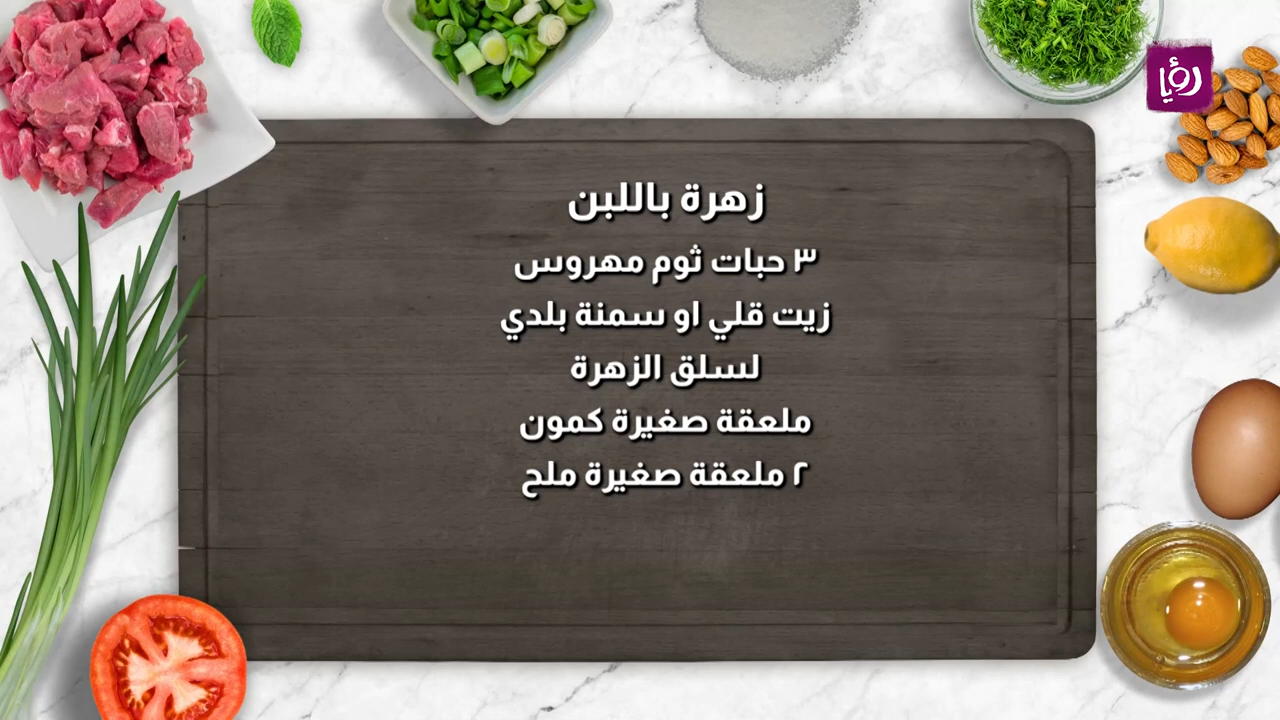 رؤيا
زهرة باللبن
٣ حبات ثوم مهروس
زيت قلي او سمنة بلدي
لسلق الزهرة
ملعقة صغيرة كمون
٢ ملعقة صغيرة ملح